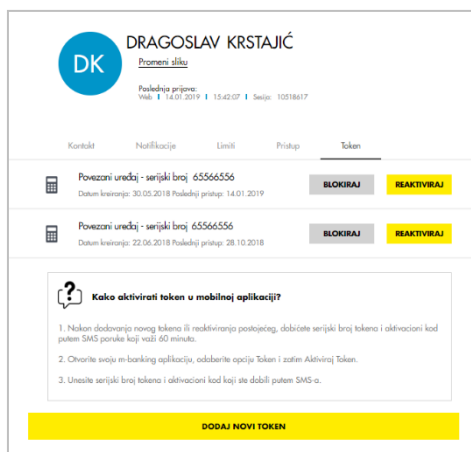 DK
DRAGOSLAV KRSTAJIĆ
Promeni sliku
Poslednja prijava:
Web | 14.01.2019 | 15:42:07 | Sesija: 10518617
Kontakt Notifikacije Limiti Pristup Token
Povezani uređaj - serijski broj 65566556
Datum kreiranja: 30.05.2018 Poslednji pristup: 14.01.2019
BLOKIRAJ REAKTIVIRAJ
Povezani uređaj - serijski broj 65566556
Datum kreiranja: 22.06.2018 Poslednji pristup: 28.10.2018
BLOKIRAJ REAKTIVIRAJ
? Kako aktivirati token u mobilnoj aplikaciji?
1. Nakon dodavanja novog tokena ili reaktiviranja postojećeg, dobićete serijski broj tokena i aktivacioni kod
putem SMS poruke koji važi 60 minuta.
2. Otvorite svoju m-banking aplikaciju, odaberite opciju Token i zatim Aktiviraj Token.
3. Unesite serijski broj tokena i aktivacioni kod koji ste dobili putem SMS-a.
DODAJ NOVI TOKEN